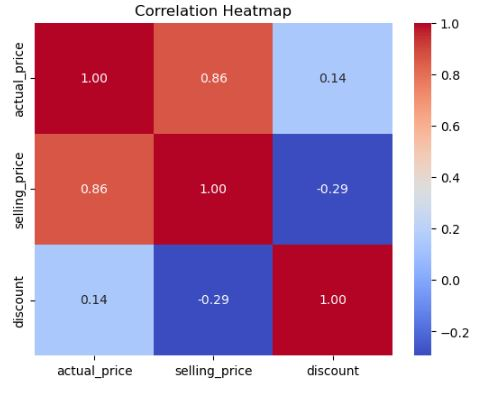 Correlation Heatmap
actual_price
1.00
0.86
0.14
selling_price
0.86
1.00
-0.29
discount
0.14
-0.29
1.00
actual_price
selling_price
discount
1.0
0.8
0.6
0.4
0.2
0.0
−0.2